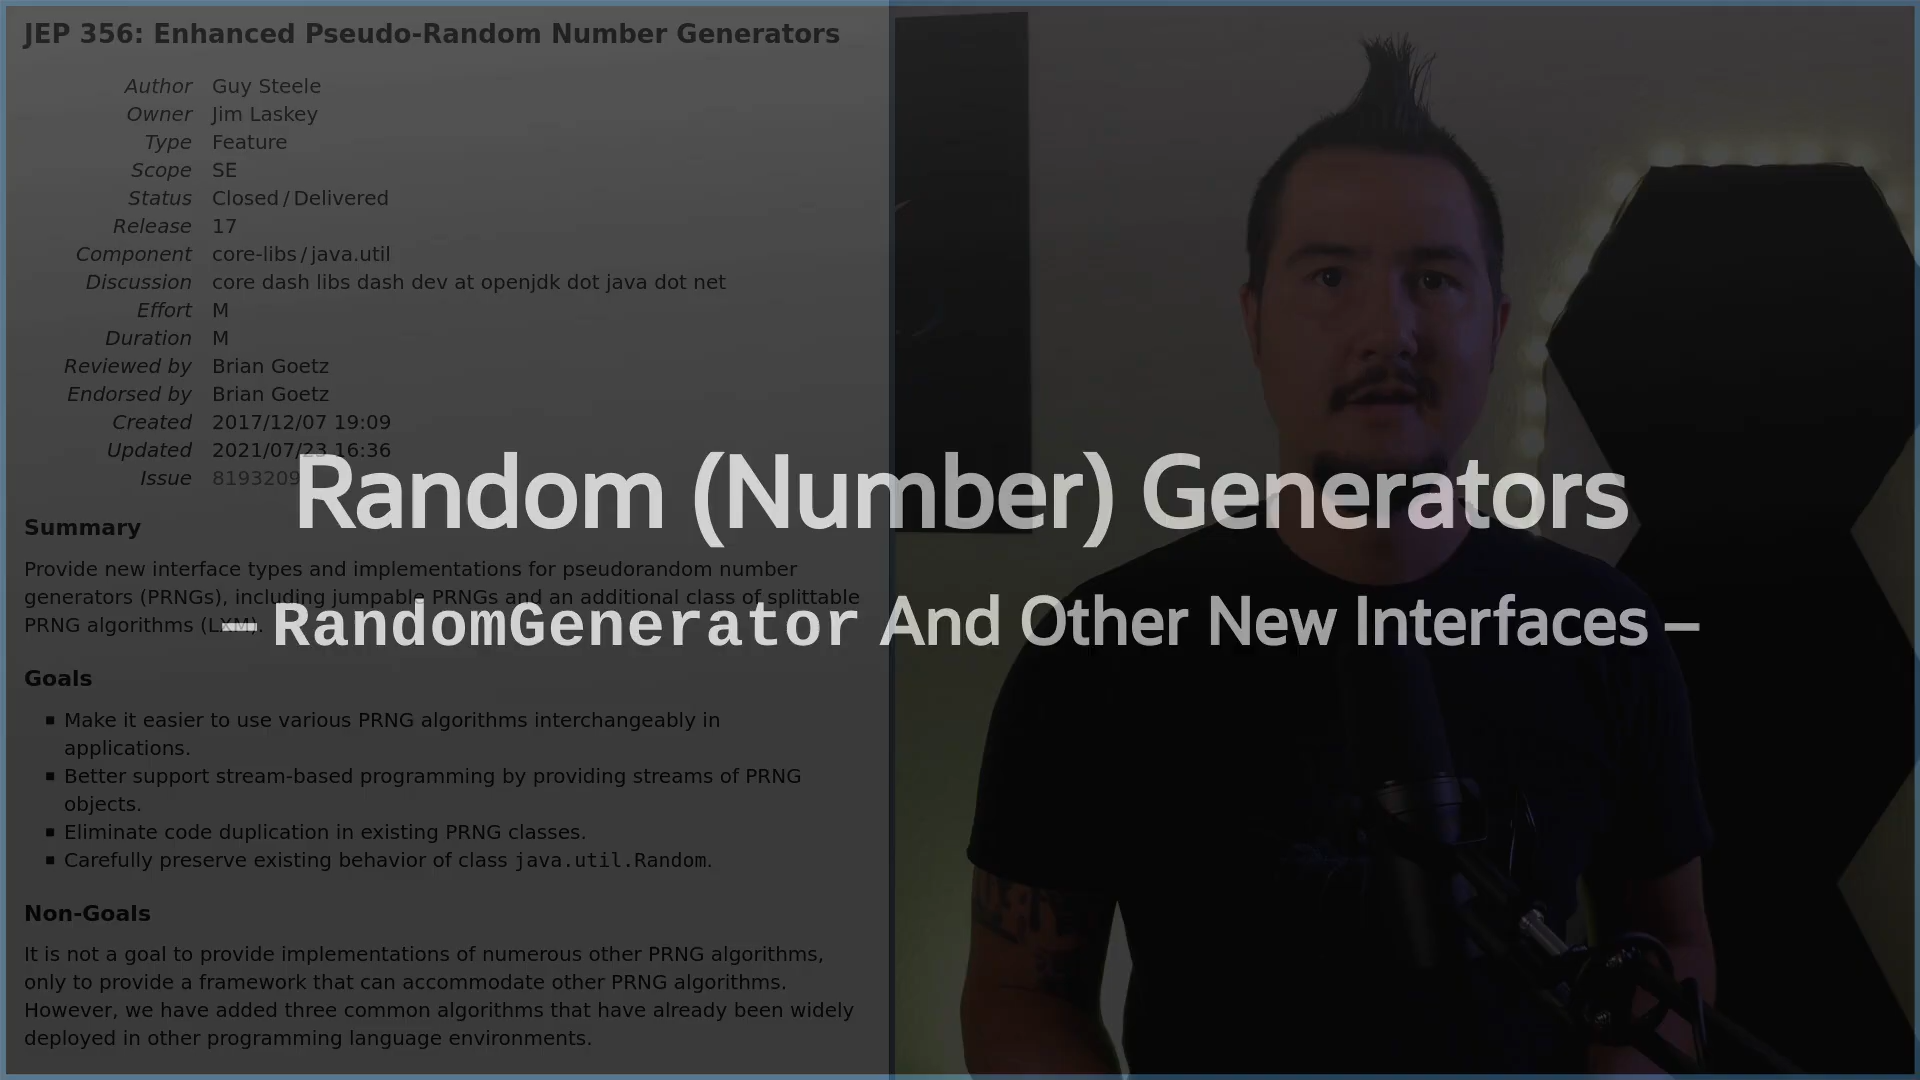 JEP 356: Enhanced Pseudo-Random Number Generators
Author Guy Steele
Owner Jim Laskey
Type Feature
Scope SE
Status Closed / Delivered
Release 17
Component core-libs / java.util
Discussion core dash libs dash dev at openjdk dot java dot net
Effort M
Duration M
Reviewed by Brian Goetz
Endorsed by Brian Goetz
Created 2017/12/07 19:09
Updated 2021/07/23 16:36
Issue 8193209
Random (Number) Generators
– RandomGenerator And Other New Interfaces –
Summary
Provide new interface types and implementations for pseudorandom number
generators (PRNGs), including jumpable PRNGs and an additional class of splittable
PRNG algorithms (LXM).
Goals
▪ Make it easier to use various PRNG algorithms interchangeably in
applications.
▪ Better support stream-based programming by providing streams of PRNG
objects.
▪ Eliminate code duplication in existing PRNG classes.
▪ Carefully preserve existing behavior of class java.util.Random.
Non-Goals
It is not a goal to provide implementations of numerous other PRNG algorithms,
only to provide a framework that can accommodate other PRNG algorithms.
However, we have added three common algorithms that have already been widely
deployed in other programming language environments.